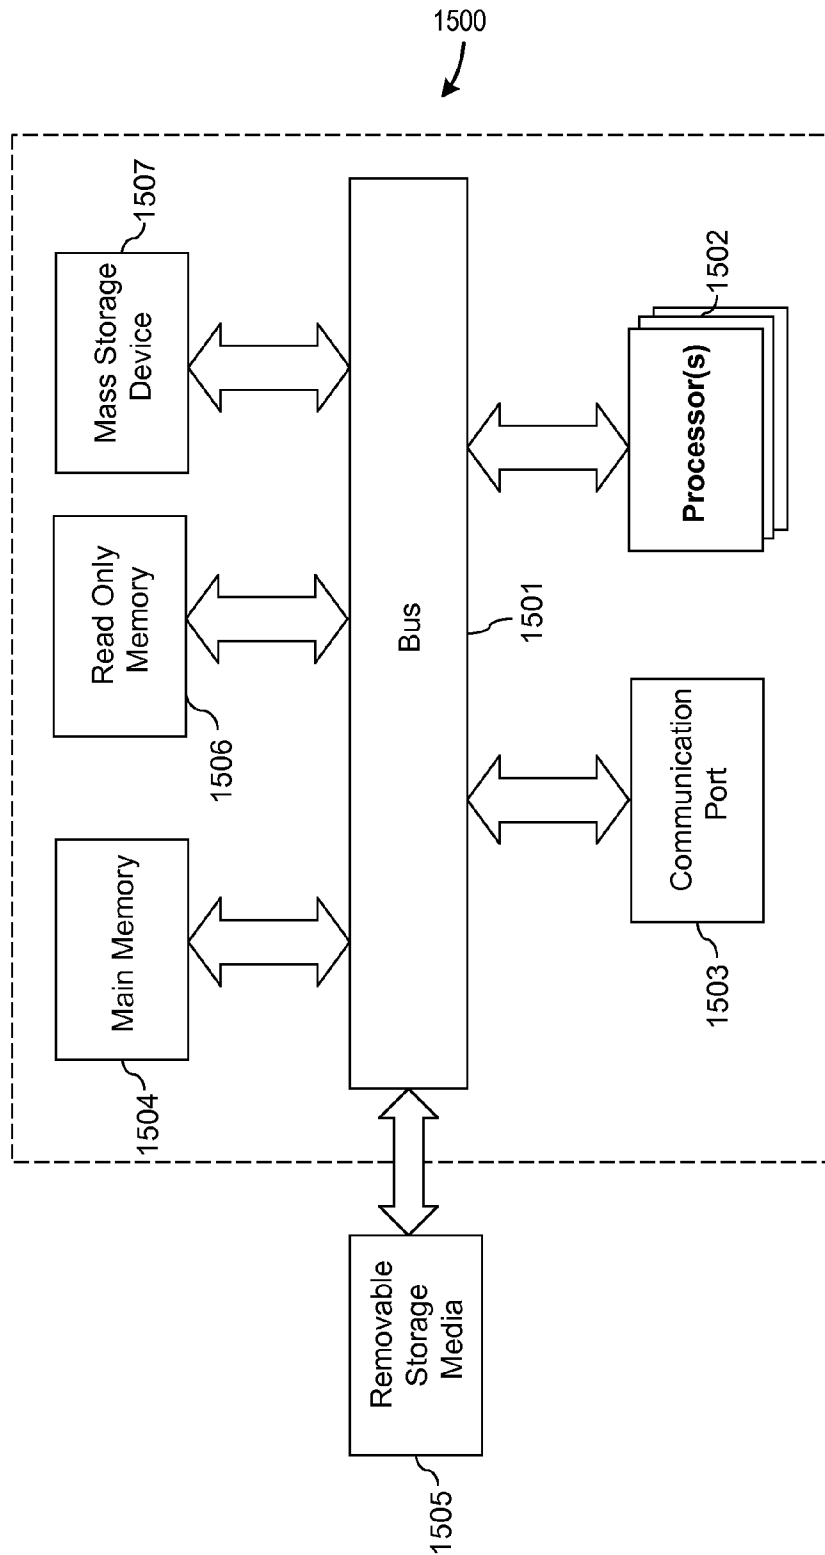 1500
1504
Main Memory
1506
Read Only
Memory
1507
Mass Storage
Device
1505
Removable
Storage
Media
Bus
1501
1503
Communication
Port
1502
Processor(s)